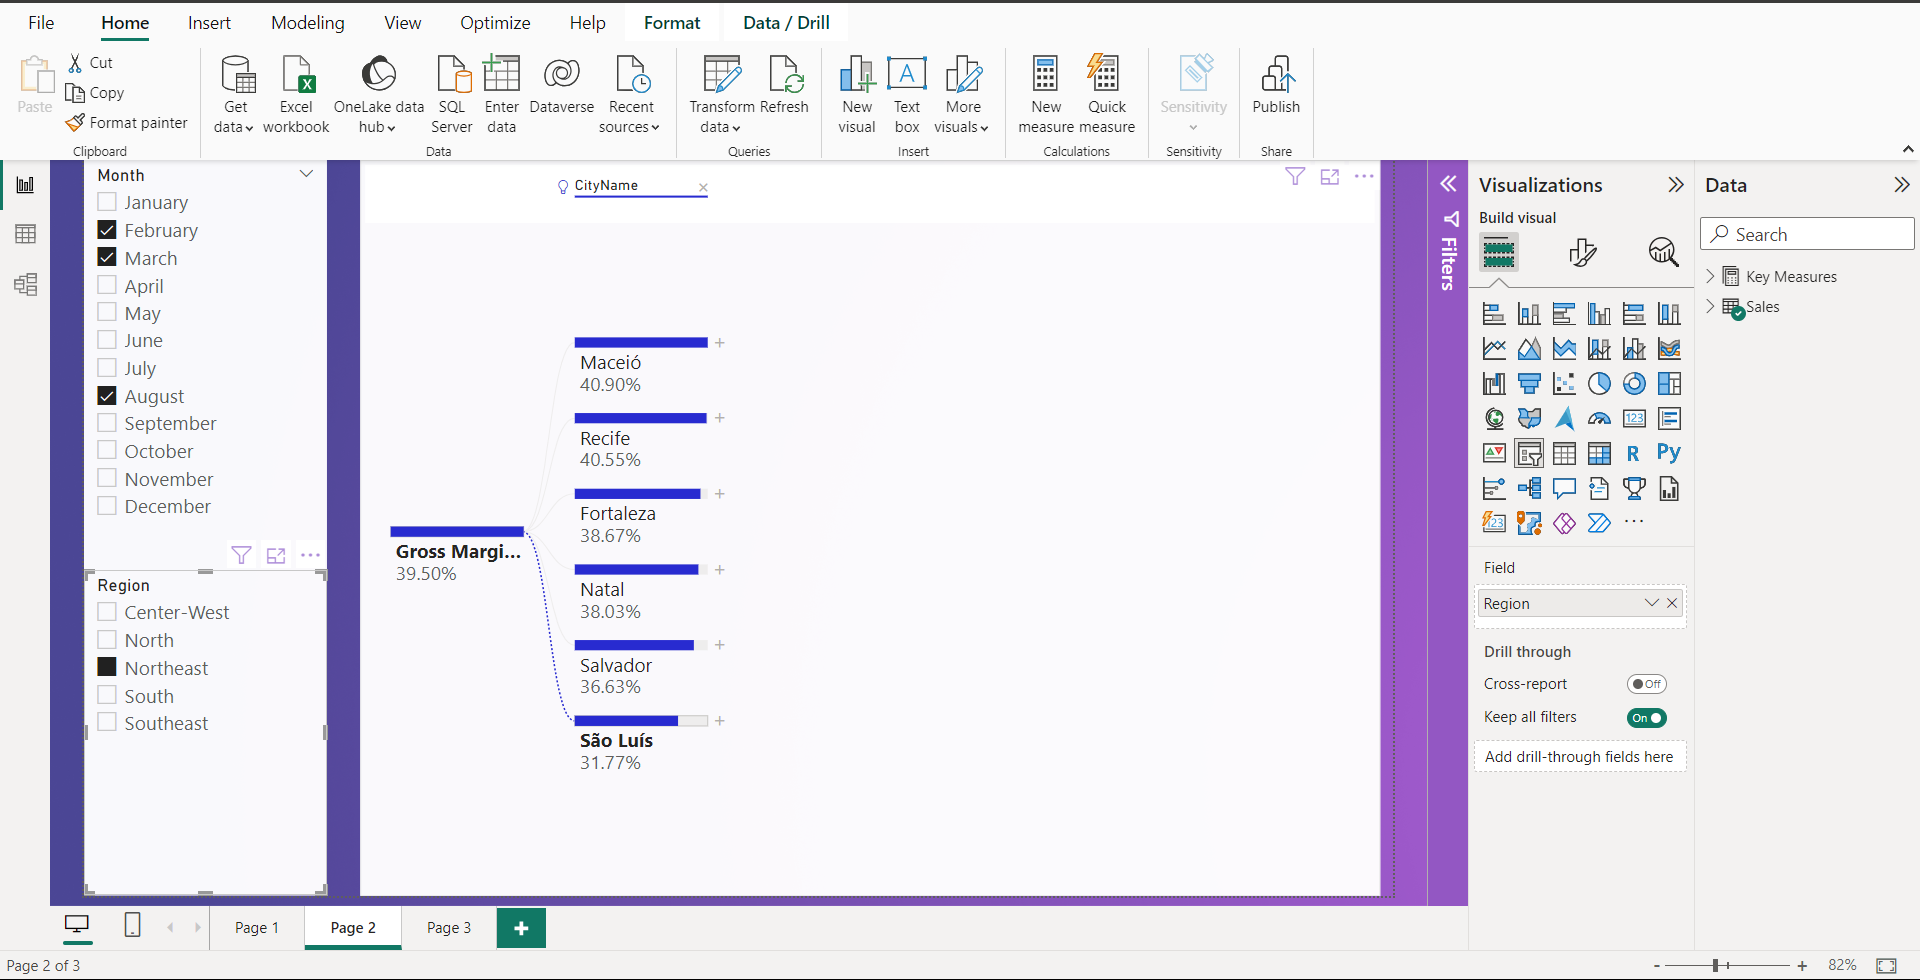 File Home Insert Modeling View Optimize Help Format Data / Drill
Paste
Cut
Copy
Format painter
Clipboard
Get data
Excel workbook
OneLake data hub
SQL Server
Enter data
Dataverse
Recent sources
Data
Transform data
Refresh
Queries
New visual
Text box
More visuals
Insert
New measure
Quick measure
Calculations
Sensitivity
Sensitivity
Publish
Share
Month
January
February
March
April
May
June
July
August
September
October
November
December
Region
Center-West
North
Northeast
South
Southeast
CityName
Gross Margi...
39.50%
Maceió
40.90%
Recife
40.55%
Fortaleza
38.67%
Natal
38.03%
Salvador
36.63%
São Luís
31.77%
Filters
Visualizations
Build visual
123
R
Py
123
Field
Region
Drill through
Cross-report
Off
Keep all filters
On
Add drill-through fields here
Data
Search
Key Measures
Sales
Page 1
Page 2
Page 3
Page 2 of 3
82%